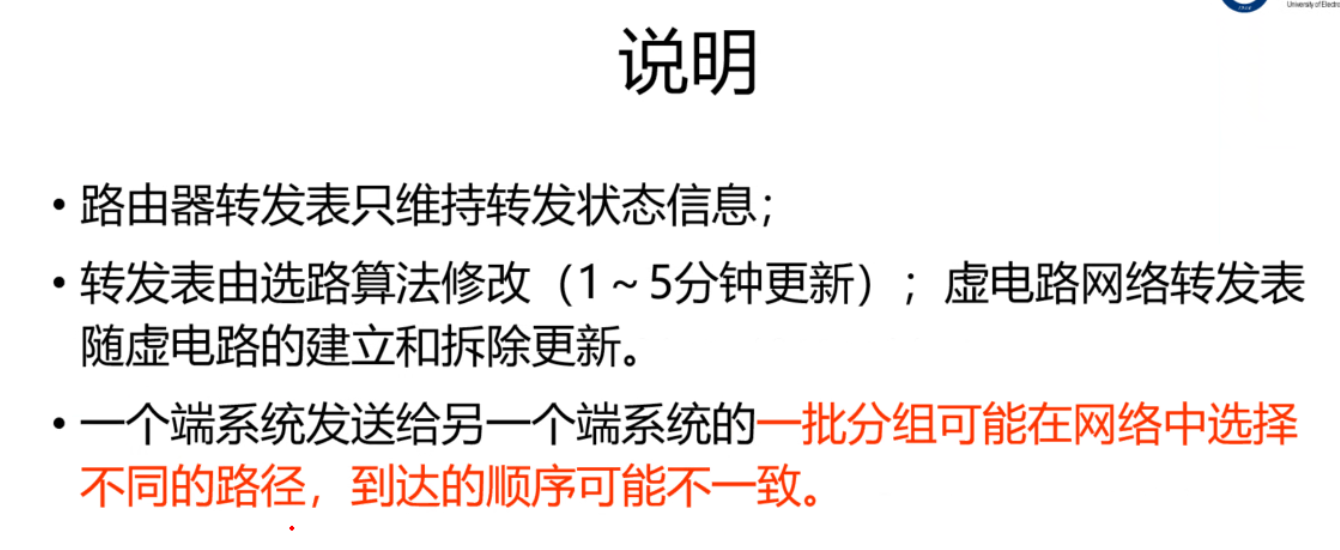 University of Electro
说明
• 路由器转发表只维持转发状态信息；
• 转发表由选路算法修改（1～5分钟更新）；虚电路网络转发表
随虚电路的建立和拆除更新。
• 一个端系统发送给另一个端系统的一批分组可能在网络中选择
不同的路径，到达的顺序可能不一致。